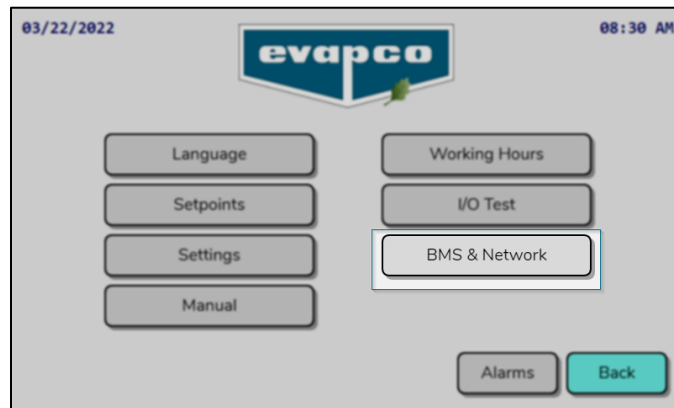 03/22/2022
08:30 AM
evapco
Language
Working Hours
Setpoints
I/O Test
Settings
BMS & Network
Manual
Alarms
Back